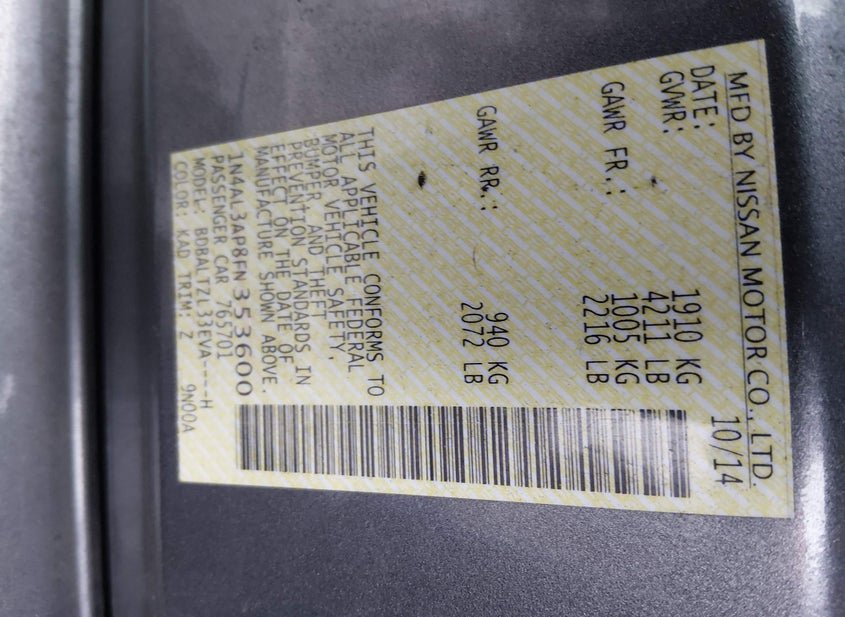 MFD BY NISSAN MOTOR CO., LTD.
DATE: 10/14
GVWR: 1910 KG
4211 LB
GAWR FR.: 1005 KG
2216 LB
GAWR RR.: 940 KG
2072 LB
THIS VEHICLE CONFORMS TO
ALL APPLICABLE FEDERAL
MOTOR VEHICLE SAFETY,
BUMPER, AND THEFT
PREVENTION STANDARDS IN
EFFECT ON THE DATE OF
MANUFACTURE SHOWN ABOVE.
1N4AL3AP8FN353600
PASSENGER CAR 765701
MODEL: BDBALTZL33EVA----H
COLOR: KAD TRIM: Z 9N00A